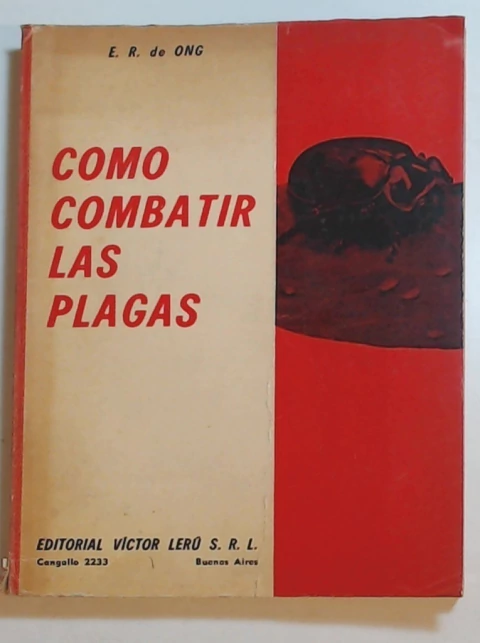 E. R. de ONG
COMO
COMBATIR
LAS
PLAGAS
EDITORIAL VÍCTOR LERÚ S. R. L.
Cangallo 2233 Buenos Aires